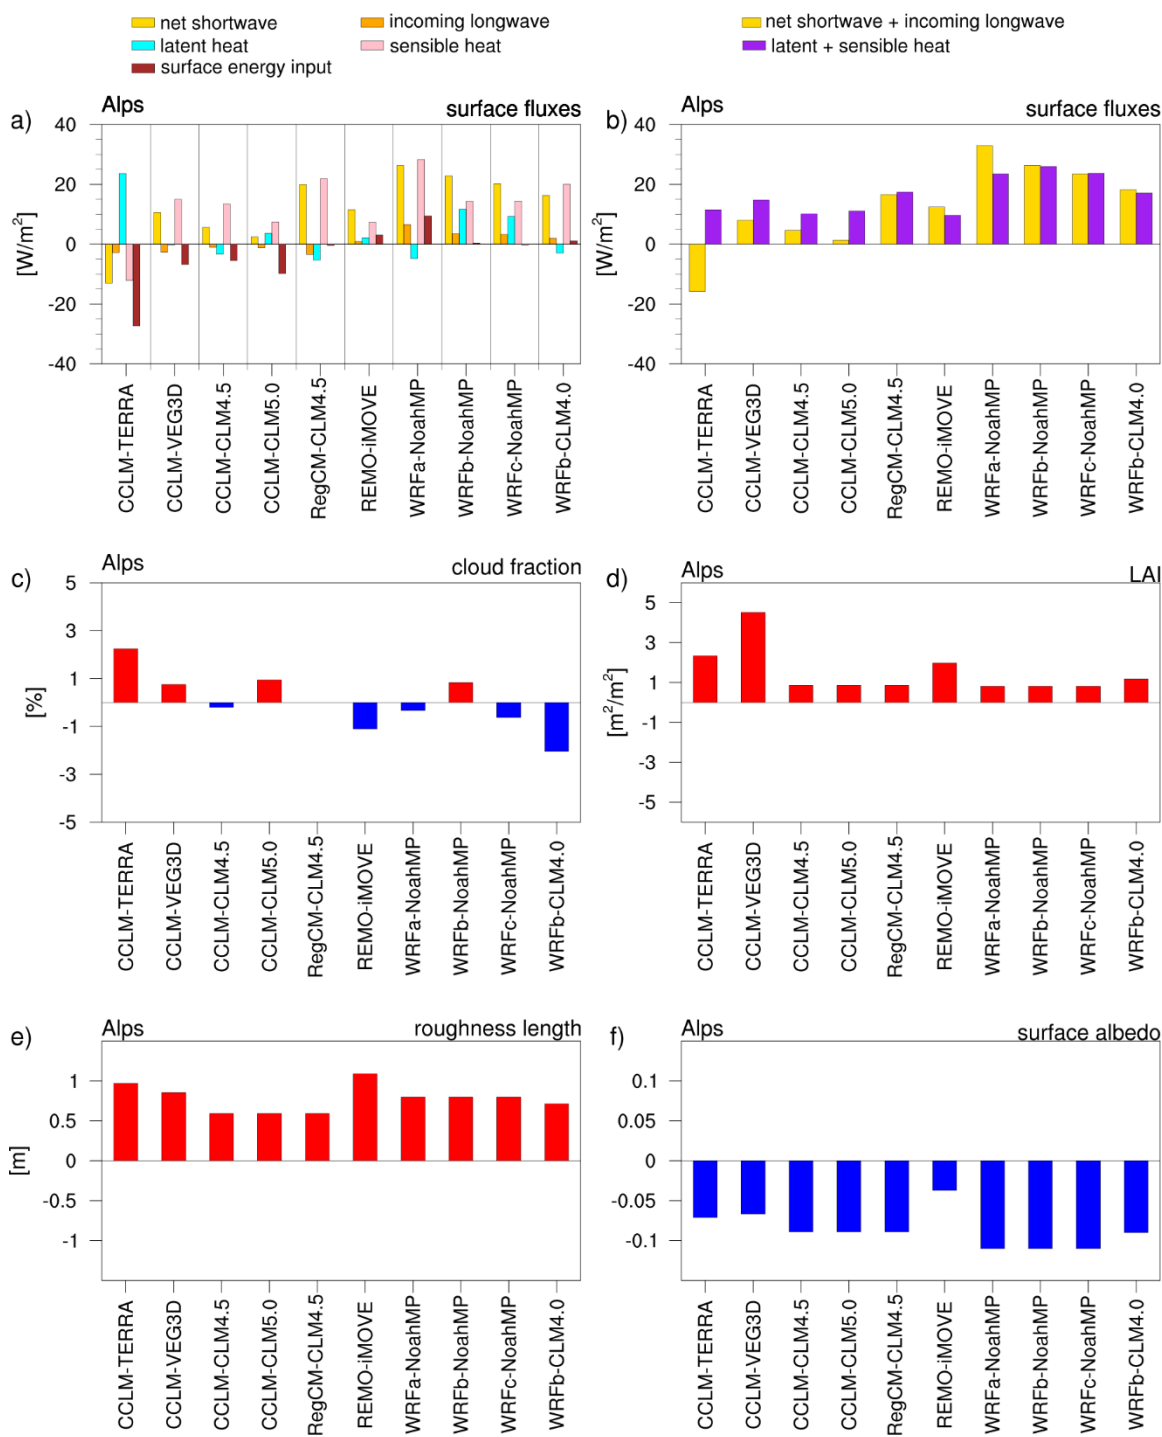 net shortwave
incoming longwave
net shortwave + incoming longwave
latent heat
sensible heat
latent + sensible heat
surface energy input
a)
Alps
surface fluxes
[W/m²]
40
20
0
-20
-40
CCLM-TERRA
CCLM-VEG3D
CCLM-CLM4.5
CCLM-CLM5.0
RegCM-CLM4.5
REMO-iMOVE
WRFa-NoahMP
WRFb-NoahMP
WRFc-NoahMP
WRFb-CLM4.0
b)
Alps
surface fluxes
[W/m²]
40
20
0
-20
-40
CCLM-TERRA
CCLM-VEG3D
CCLM-CLM4.5
CCLM-CLM5.0
RegCM-CLM4.5
REMO-iMOVE
WRFa-NoahMP
WRFb-NoahMP
WRFc-NoahMP
WRFb-CLM4.0
c)
Alps
cloud fraction
[%]
5
3
1
-1
-3
-5
CCLM-TERRA
CCLM-VEG3D
CCLM-CLM4.5
CCLM-CLM5.0
RegCM-CLM4.5
REMO-iMOVE
WRFa-NoahMP
WRFb-NoahMP
WRFc-NoahMP
WRFb-CLM4.0
d)
Alps
LAI
[m²/m²]
5
3
1
-1
-3
-5
CCLM-TERRA
CCLM-VEG3D
CCLM-CLM4.5
CCLM-CLM5.0
RegCM-CLM4.5
REMO-iMOVE
WRFa-NoahMP
WRFb-NoahMP
WRFc-NoahMP
WRFb-CLM4.0
e)
Alps
roughness length
[m]
1
0.5
0
-0.5
-1
CCLM-TERRA
CCLM-VEG3D
CCLM-CLM4.5
CCLM-CLM5.0
RegCM-CLM4.5
REMO-iMOVE
WRFa-NoahMP
WRFb-NoahMP
WRFc-NoahMP
WRFb-CLM4.0
f)
Alps
surface albedo
0.1
0.05
0
-0.05
-0.1
CCLM-TERRA
CCLM-VEG3D
CCLM-CLM4.5
CCLM-CLM5.0
RegCM-CLM4.5
REMO-iMOVE
WRFa-NoahMP
WRFb-NoahMP
WRFc-NoahMP
WRFb-CLM4.0